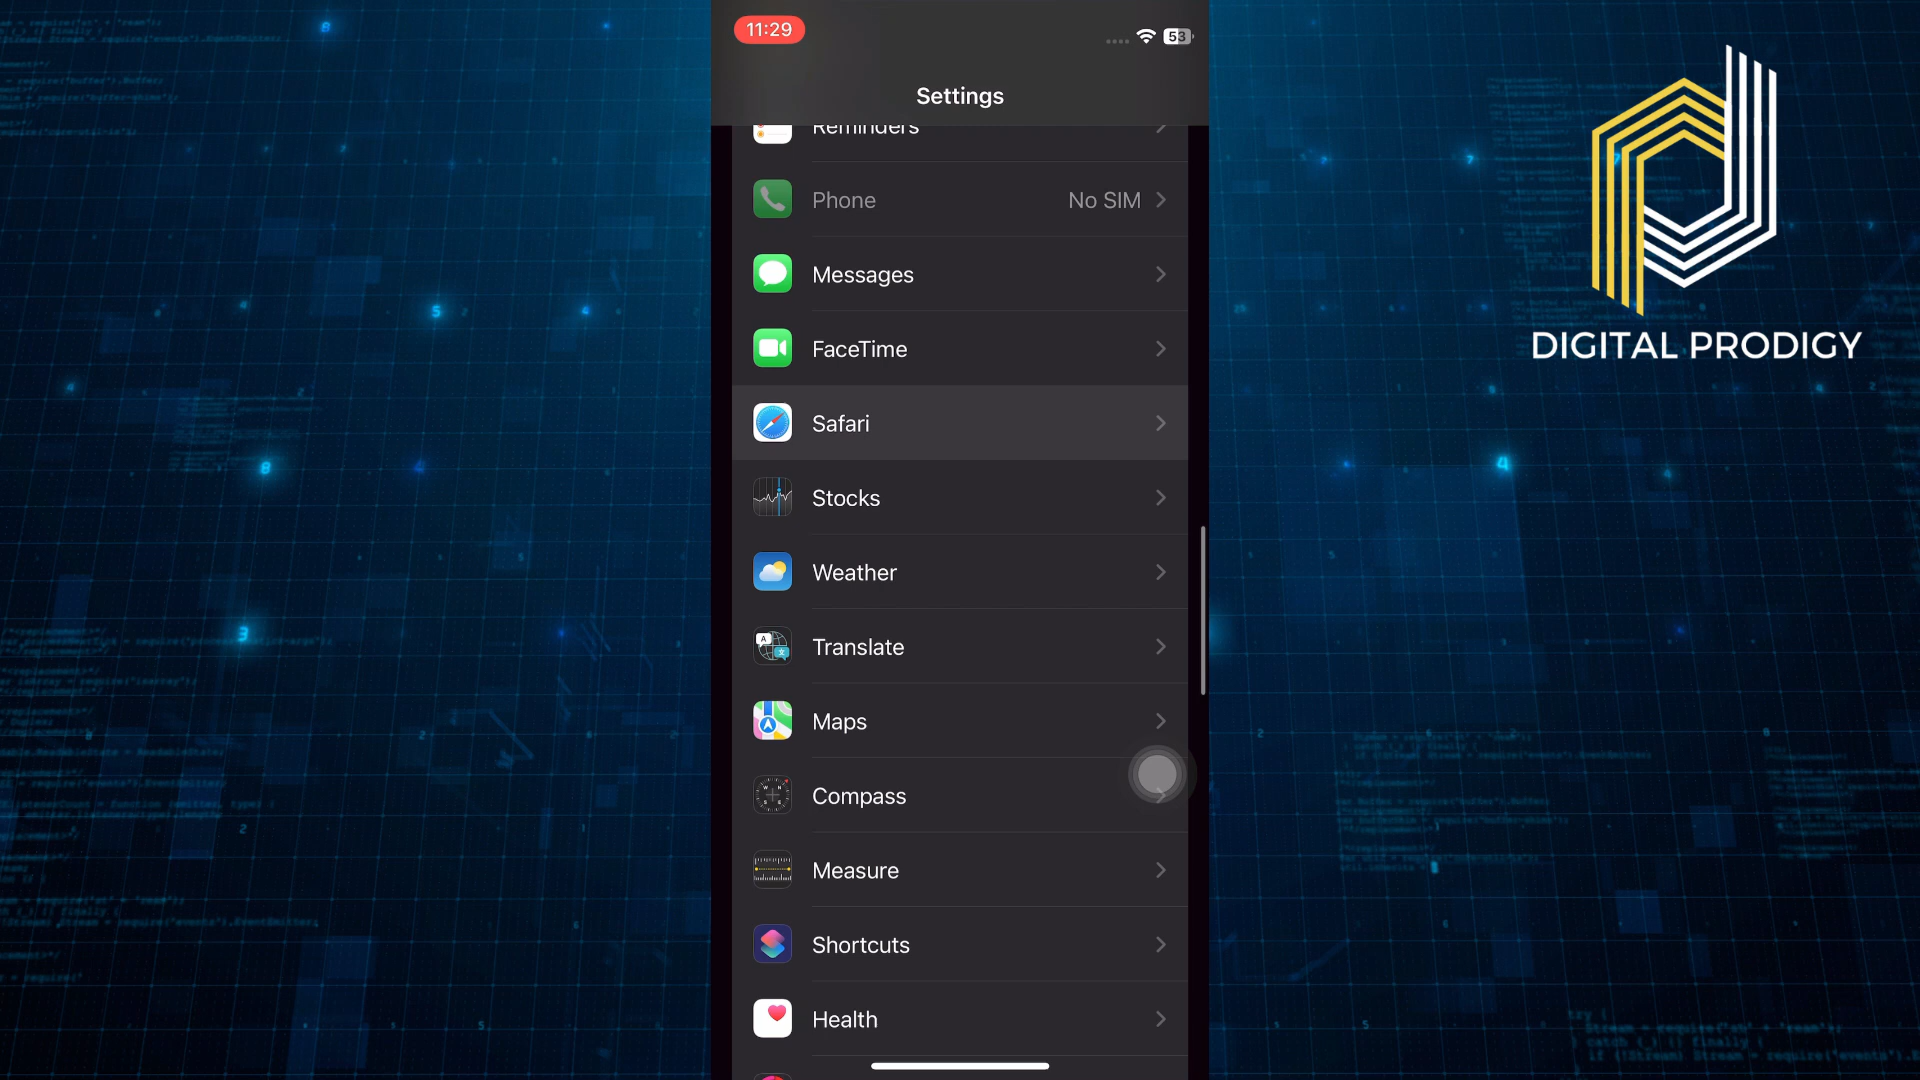 11:29
53
Settings
Reminders
Phone
No SIM
Messages
FaceTime
Safari
Stocks
Weather
Translate
Maps
Compass
Measure
Shortcuts
Health
DIGITAL PRODIGY